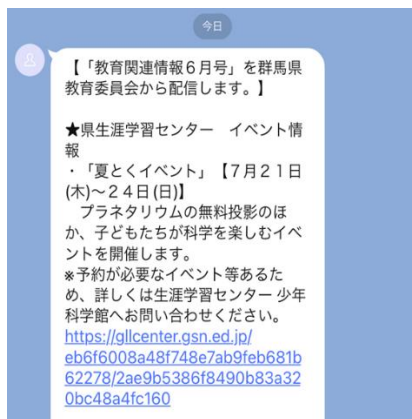 今日
【「教育関連情報６月号」を群馬県
教育委員会から配信します。】
★県生涯学習センター　イベント情
報
・「夏とくイベント」【７月２１日
(木)～２４日(日)】
　プラネタリウムの無料投影のほ
か、子どもたちが科学を楽しむイベ
ントを開催します。
※予約が必要なイベント等あるた
め、詳しくは生涯学習センター 少年
科学館へお問い合わせください。
https://gllcenter.gsn.ed.jp/
eb6f6008a48f748e7ab9feb681b
62278/2ae9b5386f8490b83a32
0bc48a4fc160